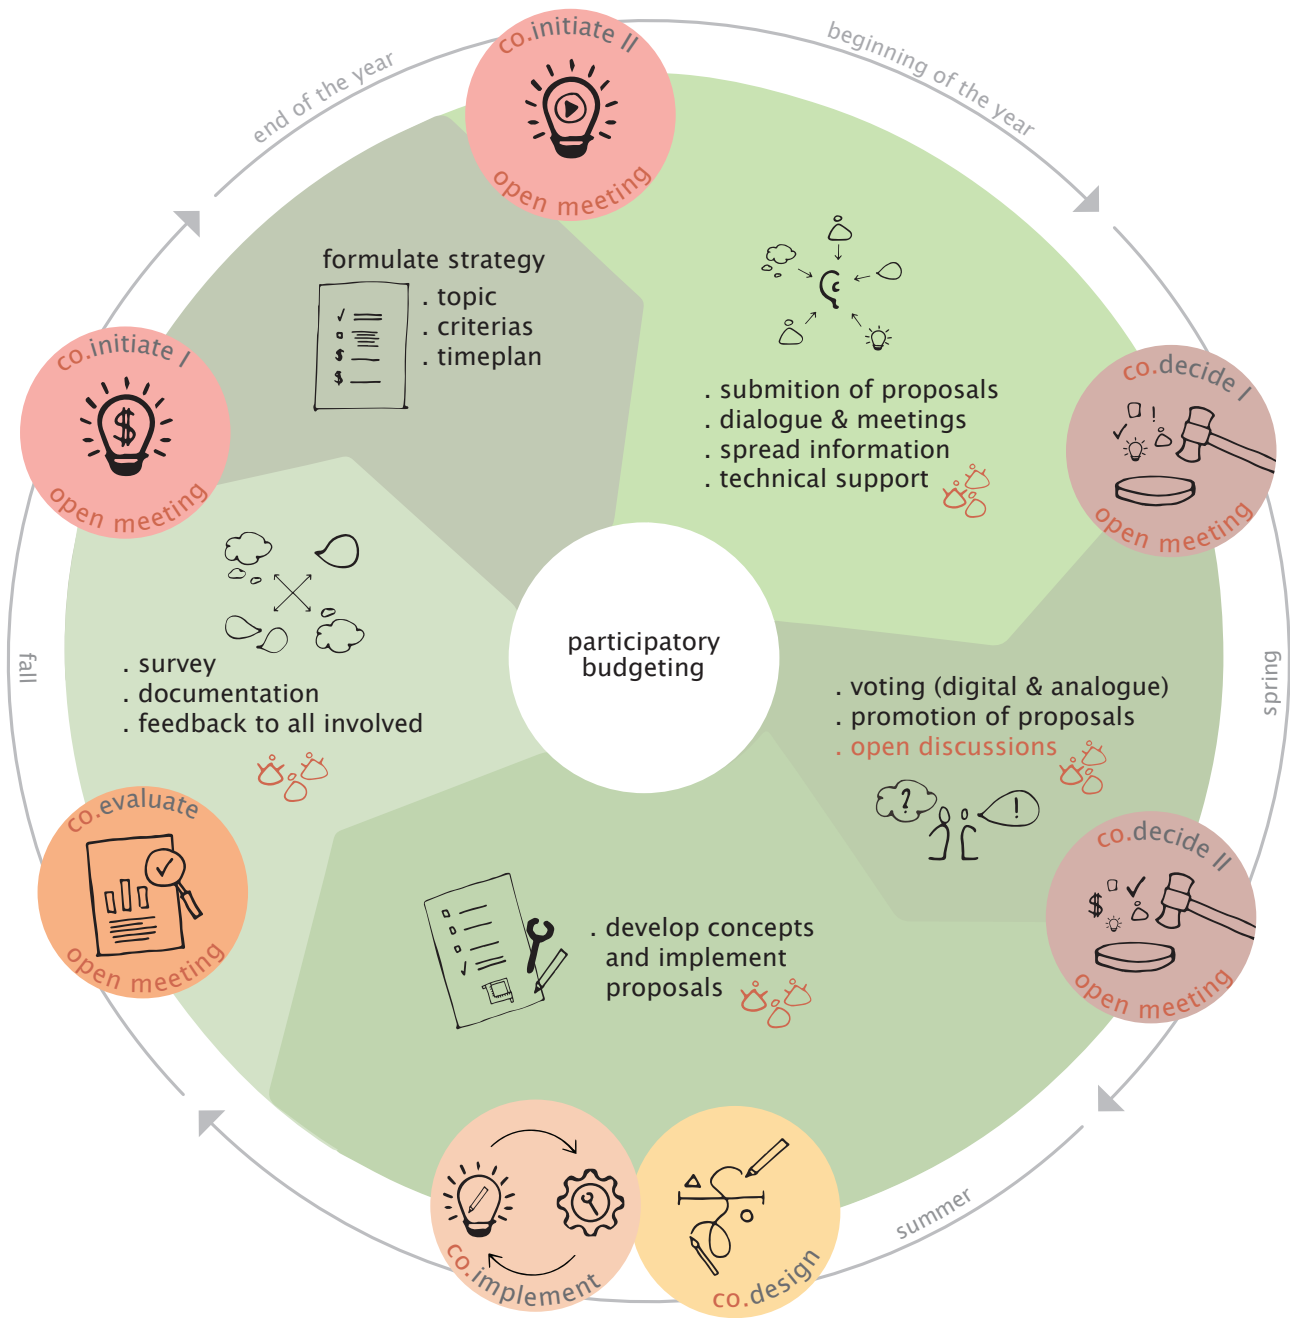 co.initiate II
open meeting
beginning of the year
. submition of proposals
. dialogue & meetings
. spread information
. technical support
co.decide I
open meeting
spring
. voting (digital & analogue)
. promotion of proposals
. open discussions
?
!
co.decide II
$
open meeting
summer
. develop concepts
and implement
proposals
co.design
co.implement
co.evaluate
open meeting
fall
. survey
. documentation
. feedback to all involved
co.initiate I
$
open meeting
end of the year
formulate strategy
. topic
. criterias
. timeplan
$
$
participatory
budgeting
!